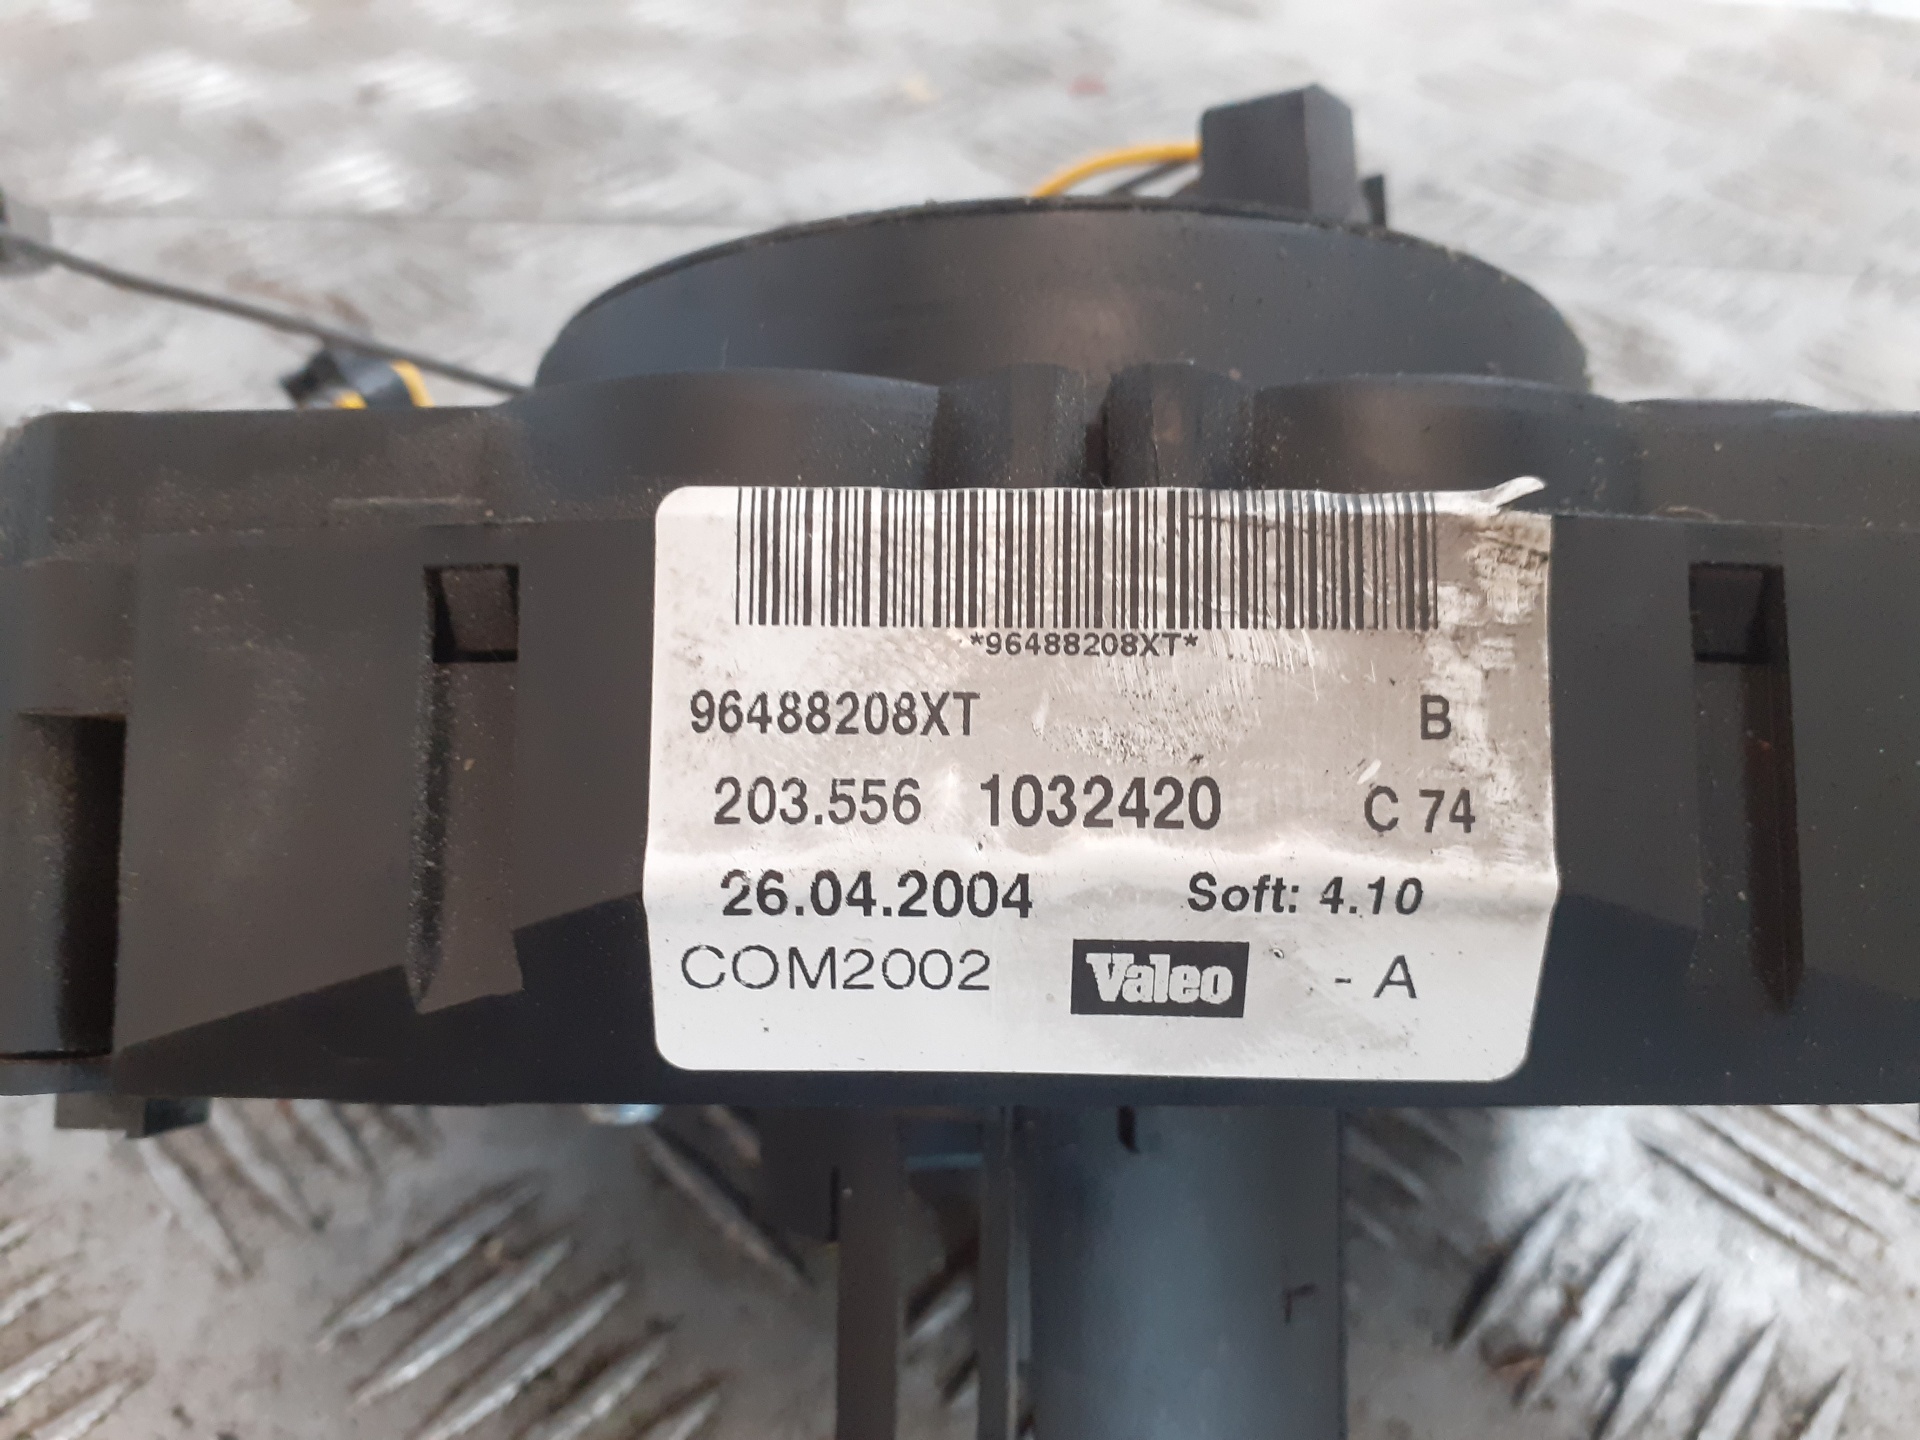 *96488208XT*
96488208XT B
203.556 1032420 C 74
26.04.2004 Soft: 4.10
COM2002 Valeo - A